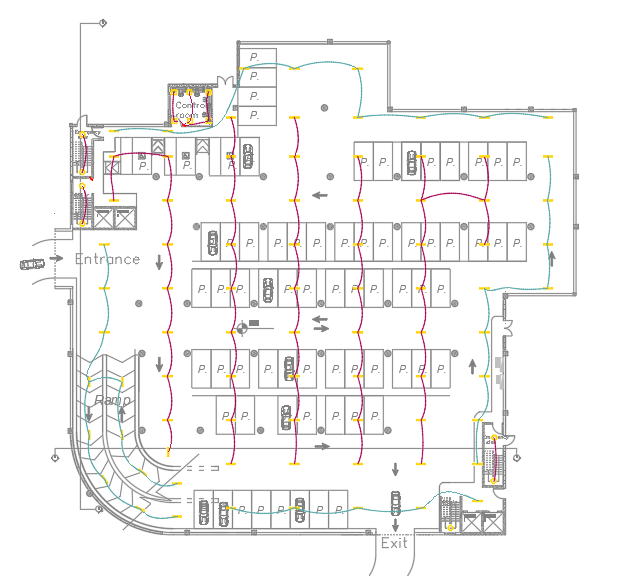 P.
P.
P.
P.
Control
room
P. P. P. P. P. P. P. P. P. P.
P. P. P. P. P. P. P. P. P. P. P. P. P. P.
Entrance
P. P. P. P. P. P. P. P. P. P. P.
P. P. P. P. P. P. P. P. P. P. P.
Ramp
P. P. P. P. P. P.
P. P. P. P. P.
Exit